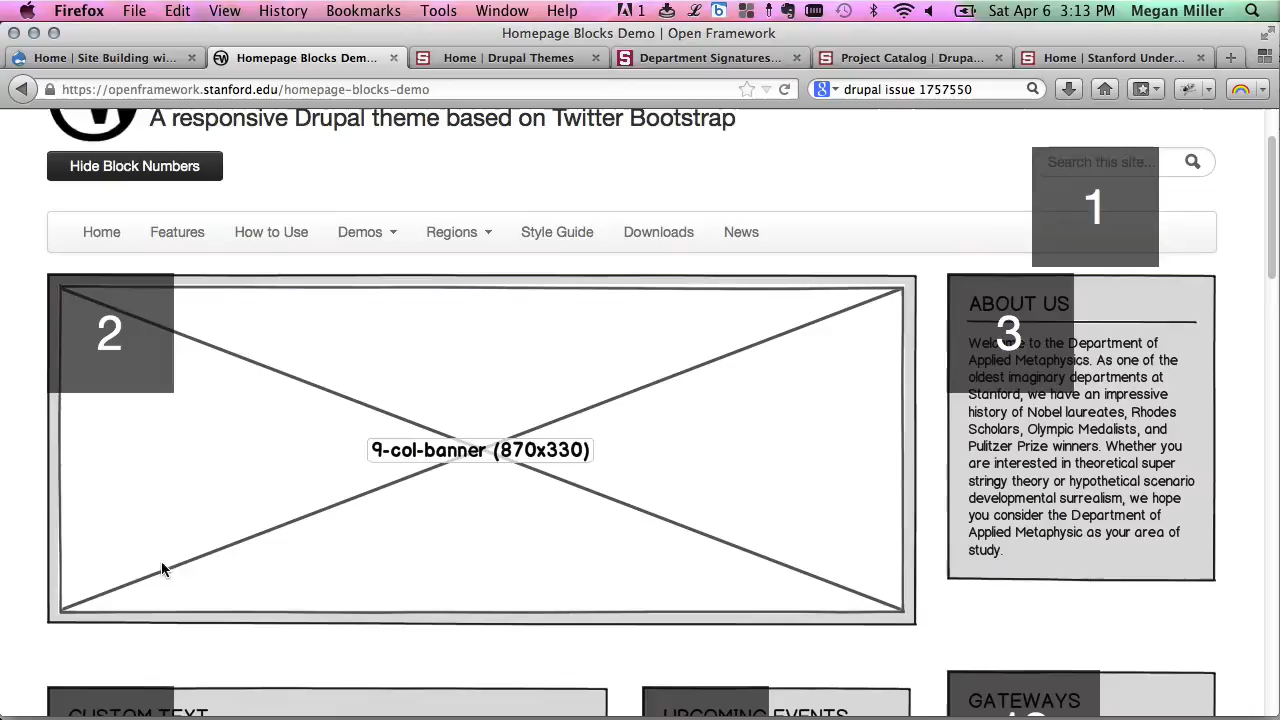 Firefox File Edit View History Bookmarks Tools Window Help 1 Sat Apr 6 3:13 PM Megan Miller
Homepage Blocks Demo | Open Framework
Home | Site Building wi... Homepage Blocks Dem... Home | Drupal Themes Department Signatures... Project Catalog | Drupa... Home | Stanford Under...
https://openframework.stanford.edu/homepage-blocks-demo drupal issue 1757550
A responsive Drupal theme based on Twitter Bootstrap
Hide Block Numbers
Search this site...
1
Home Features How to Use Demos Regions Style Guide Downloads News
2
9-col-banner (870x330)
3
ABOUT US
Welcome to the Department of
Applied Metaphysics. As one of the
oldest imaginary departments at
Stanford, we have an impressive
history of Nobel laureates, Rhodes
Scholars, Olympic Medalists, and
Pulitzer Prize winners. Whether you
are interested in theoretical super
stringy theory or hypothetical scenario
developmental surrealism, we hope
you consider the Department of
Applied Metaphysic as your area of
study.
CUSTOM TEXT
UPCOMING EVENTS
GATEWAYS